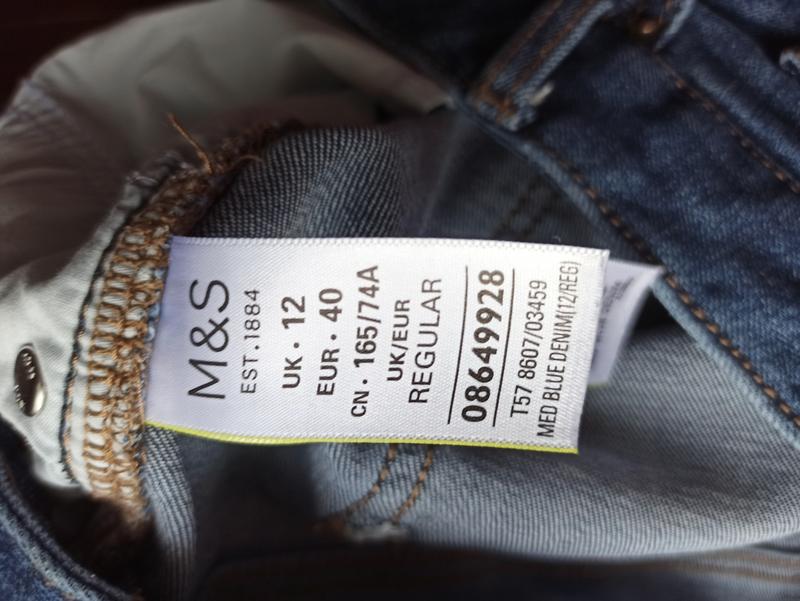 M&S
EST.1884
UK · 12
EUR · 40
CN · 165/74A
UK/EUR
REGULAR
08649928
T57 8607/03459
MED BLUE DENIM(12/REG)